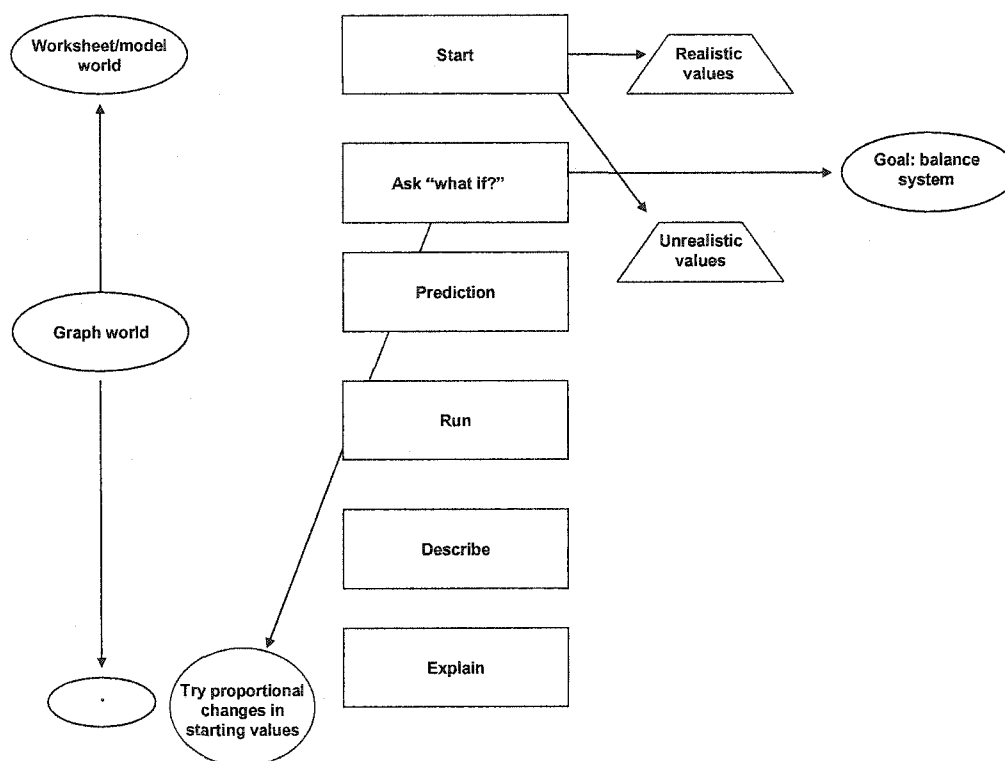 Worksheet/model
world
Start
Realistic
values
Ask “what if?”
Goal: balance
system
Unrealistic
values
Prediction
Graph world
Run
Describe
Explain
Try proportional
changes in
starting values